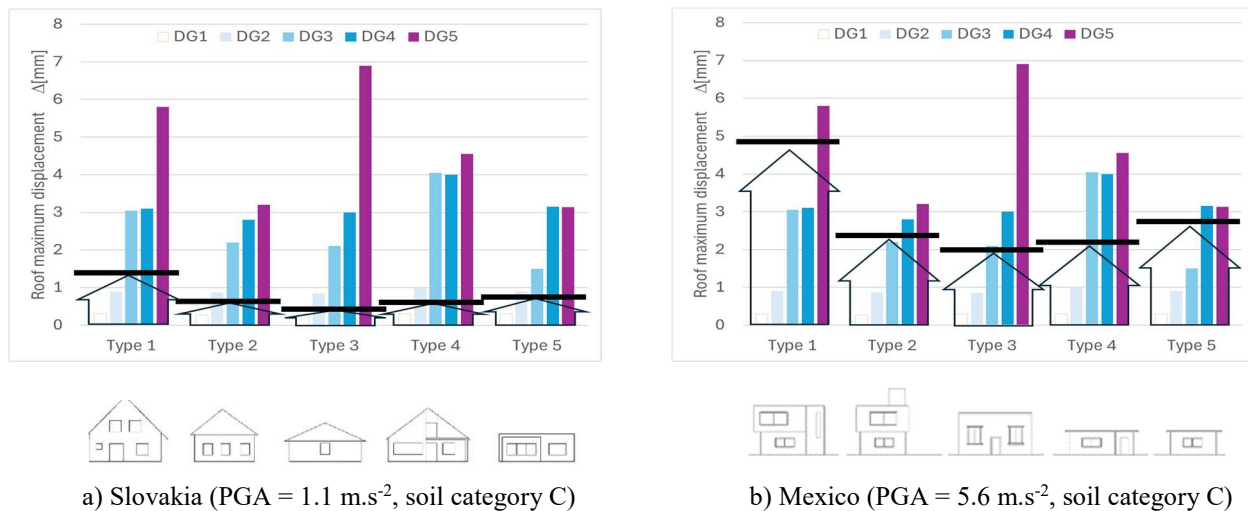 8
DG1 DG2 DG3 DG4 DG5
7
6
5
4
3
2
1
0
Roof maximum displacement Δ[mm]
Type 1 Type 2 Type 3 Type 4 Type 5
a) Slovakia (PGA = 1.1 m.s-2, soil category C)
8
DG1 DG2 DG3 DG4 DG5
7
6
5
4
3
2
1
0
Roof maximum displacement Δ[mm]
Type 1 Type 2 Type 3 Type 4 Type 5
b) Mexico (PGA = 5.6 m.s-2, soil category C)